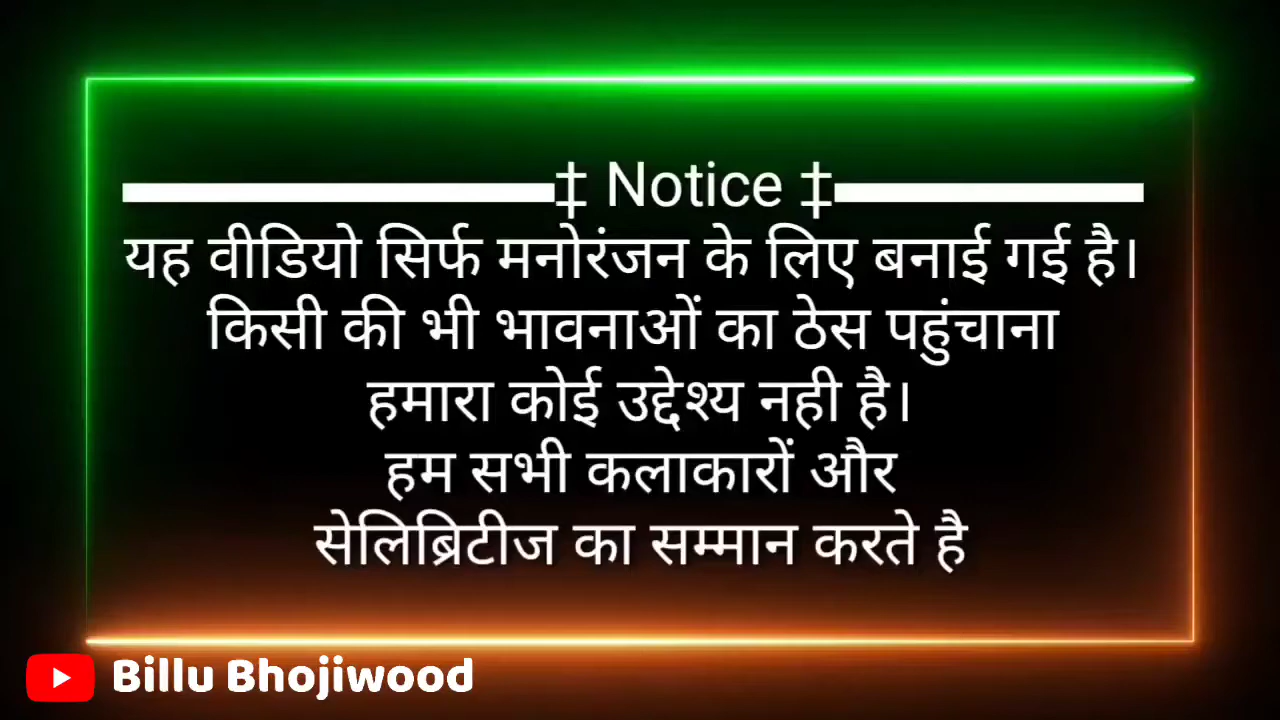 ‡ Notice ‡
यह वीडियो सिर्फ मनोरंजन के लिए बनाई गई है।
किसी की भी भावनाओं का ठेस पहुंचाना
हमारा कोई उद्देश्य नही है।
हम सभी कलाकारों और
सेलिब्रिटीज का सम्मान करते है
Billu Bhojiwood